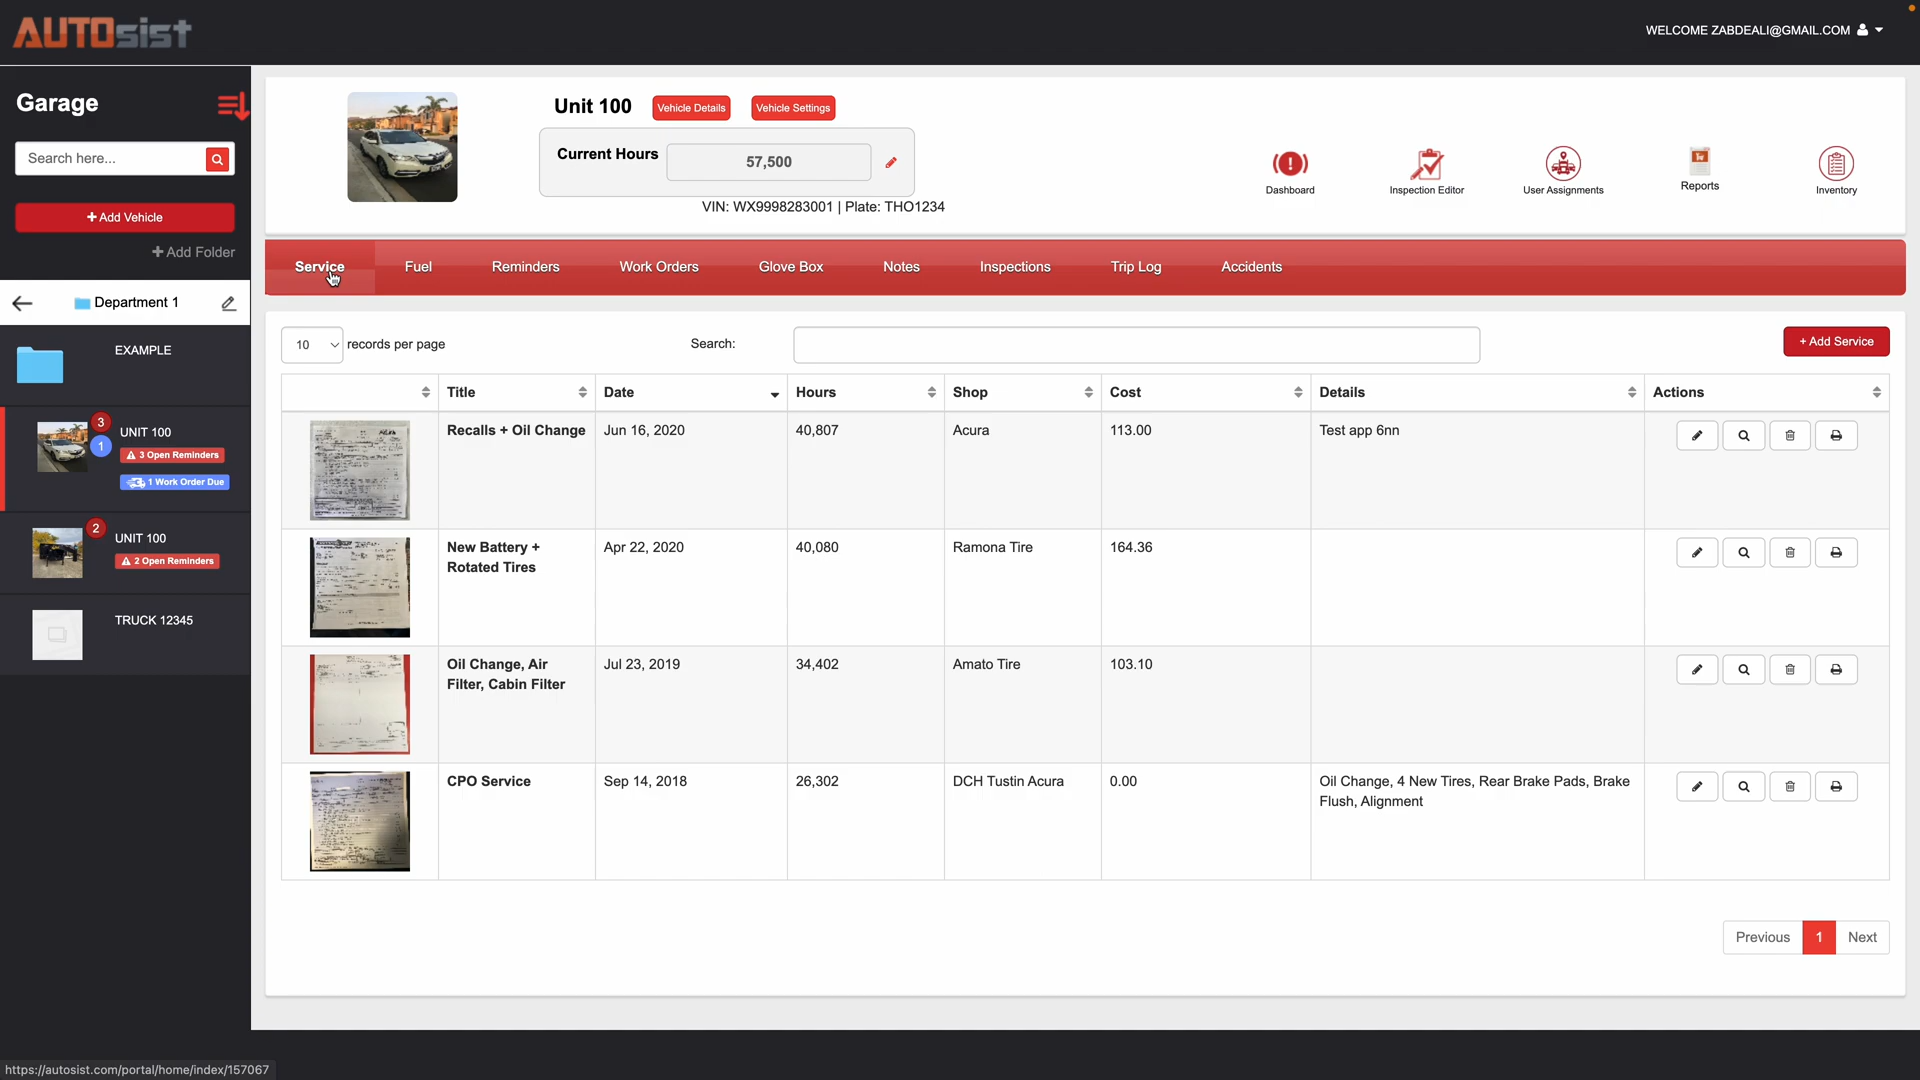 AUTOsist
WELCOME ZABDEALI@GMAIL.COM
Garage
Search here...
+ Add Vehicle
+ Add Folder
Department 1
EXAMPLE
3
1
UNIT 100
3 Open Reminders
1 Work Order Due
2
UNIT 100
2 Open Reminders
TRUCK 12345
Unit 100
Vehicle Details
Vehicle Settings
Current Hours
57,500
VIN: WX9998283001 | Plate: THO1234
Dashboard
Inspection Editor
User Assignments
Reports
Inventory
Service
Fuel
Reminders
Work Orders
Glove Box
Notes
Inspections
Trip Log
Accidents
10
records per page
Search:
+ Add Service
Title
Date
Hours
Shop
Cost
Details
Actions
Recalls + Oil Change
Jun 16, 2020
40,807
Acura
113.00
Test app 6nn
New Battery +
Rotated Tires
Apr 22, 2020
40,080
Ramona Tire
164.36
Oil Change, Air
Filter, Cabin Filter
Jul 23, 2019
34,402
Amato Tire
103.10
CPO Service
Sep 14, 2018
26,302
DCH Tustin Acura
0.00
Oil Change, 4 New Tires, Rear Brake Pads, Brake
Flush, Alignment
Previous
1
Next
https://autosist.com/portal/home/index/157067